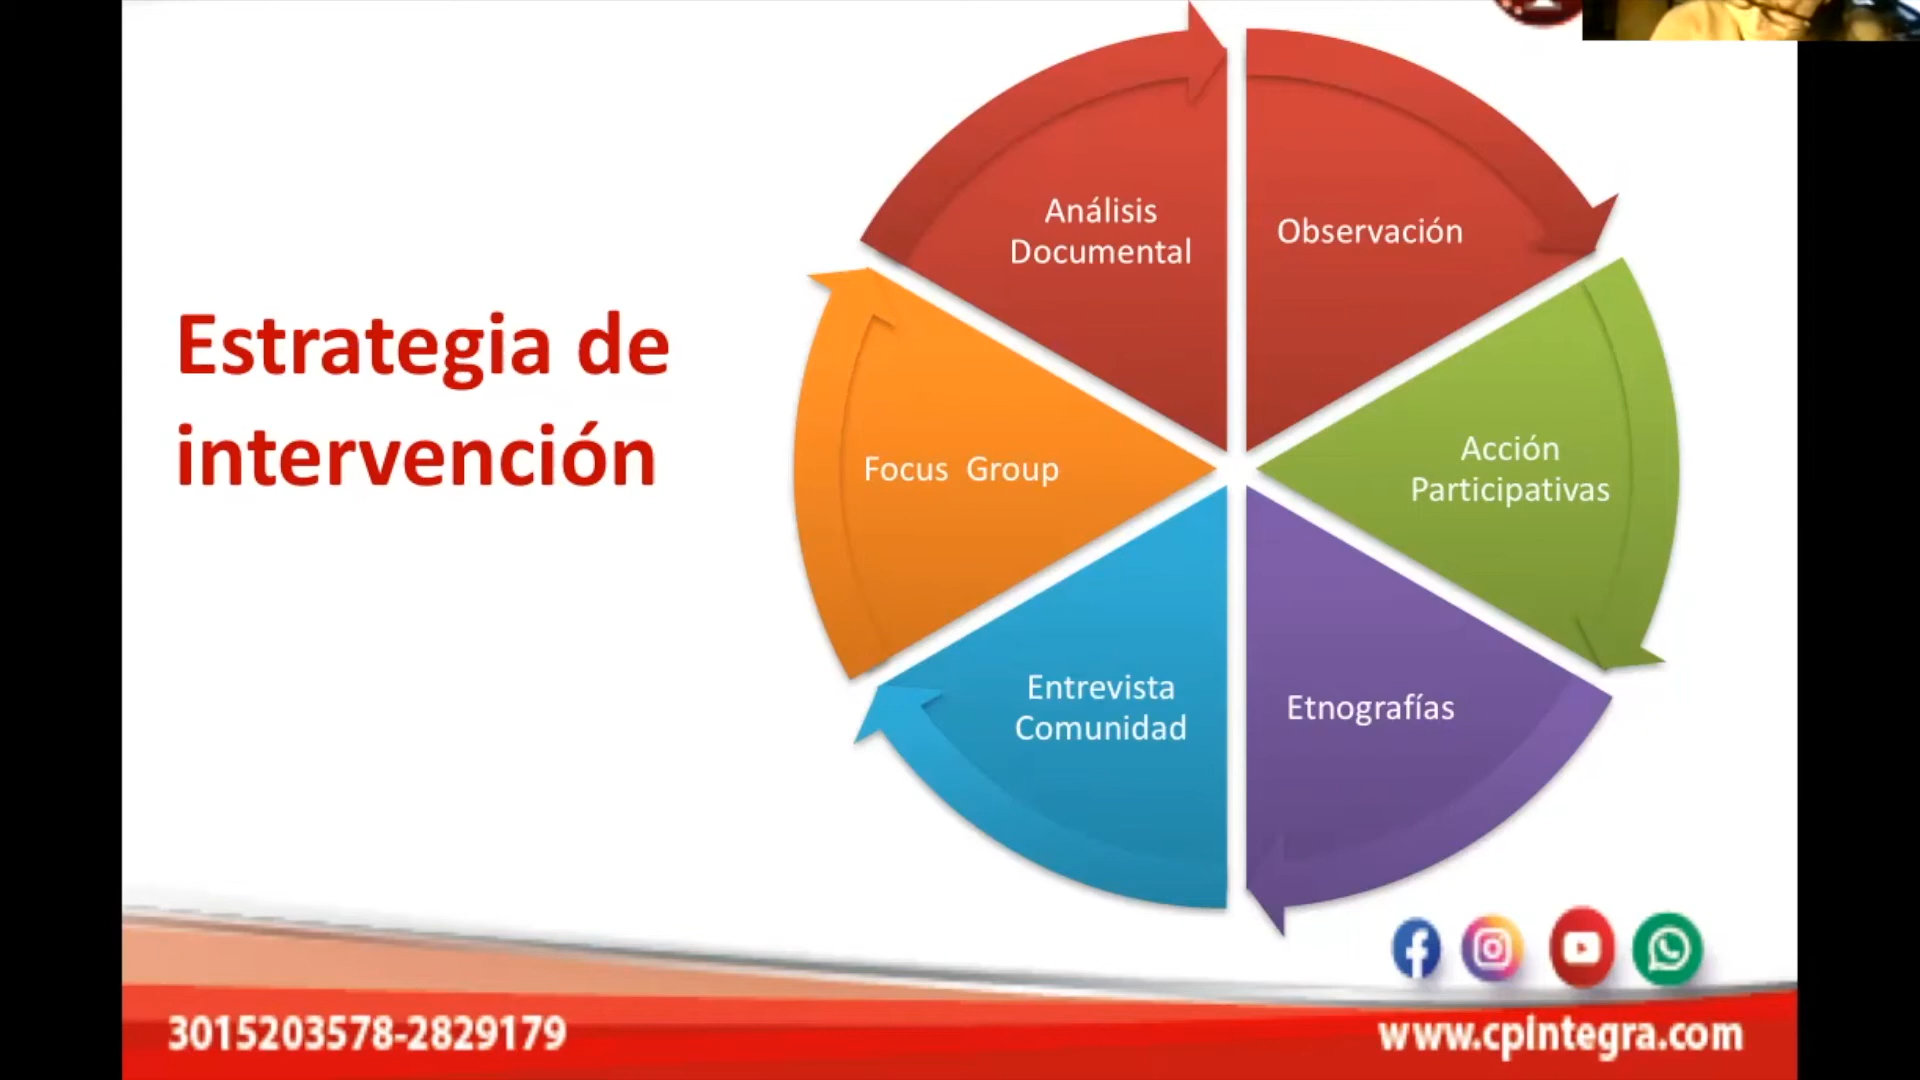 Estrategia de
intervención
Análisis
Documental
Observación
Acción
Participativas
Etnografías
Entrevista
Comunidad
Focus Group
3015203578-2829179
www.cpintegra.com